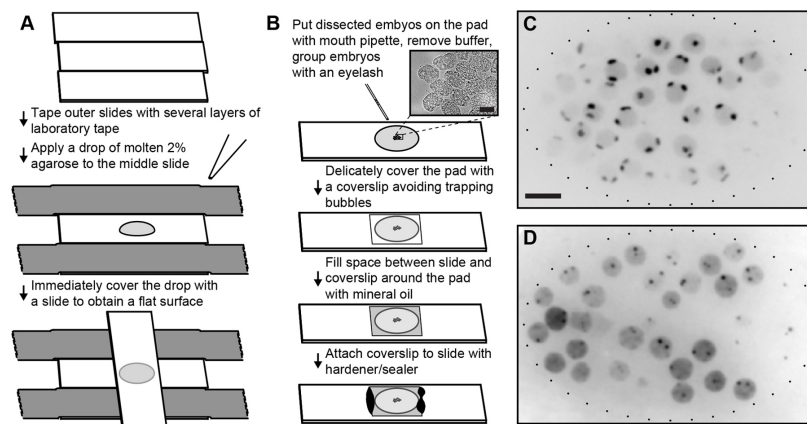 A
Tape outer slides with several layers of
laboratory tape
Apply a drop of molten 2%
agarose to the middle slide
Immediately cover the drop with
a slide to obtain a flat surface
B
Put dissected embyos on the pad
with mouth pipette, remove buffer,
group embryos
with an eyelash
Delicately cover the pad with
a coverslip avoiding trapping
bubbles
Fill space between slide and
coverslip around the pad
with mineral oil
Attach coverslip to slide with
hardener/sealer
C
D